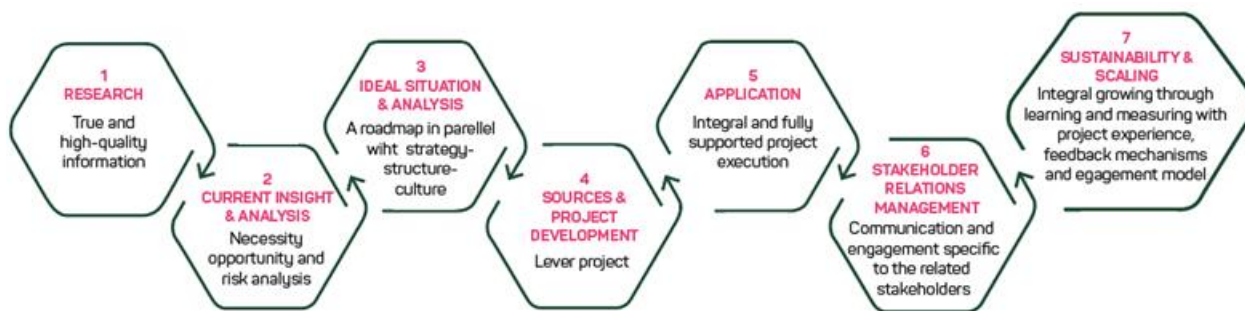 1
RESEARCH
True and
high-quality
information
2
CURRENT INSIGHT
& ANALYSIS
Necessity
opportunity and
risk analysis
3
IDEAL SITUATION
& ANALYSIS
A roadmap in parellel
wiht strategy-
structure-
culture
4
SOURCES &
PROJECT
DEVELOPMENT
Lever project
5
APPLICATION
Integral and fully
supported project
execution
6
STAKEHOLDER
RELATIONS
MANAGEMENT
Communication and
engagement specific
to the related
stakeholders
7
SUSTAINABILITY &
SCALING
Integral growing through
learning and measuring with
project experience,
feedback mechanisms
and egagement model